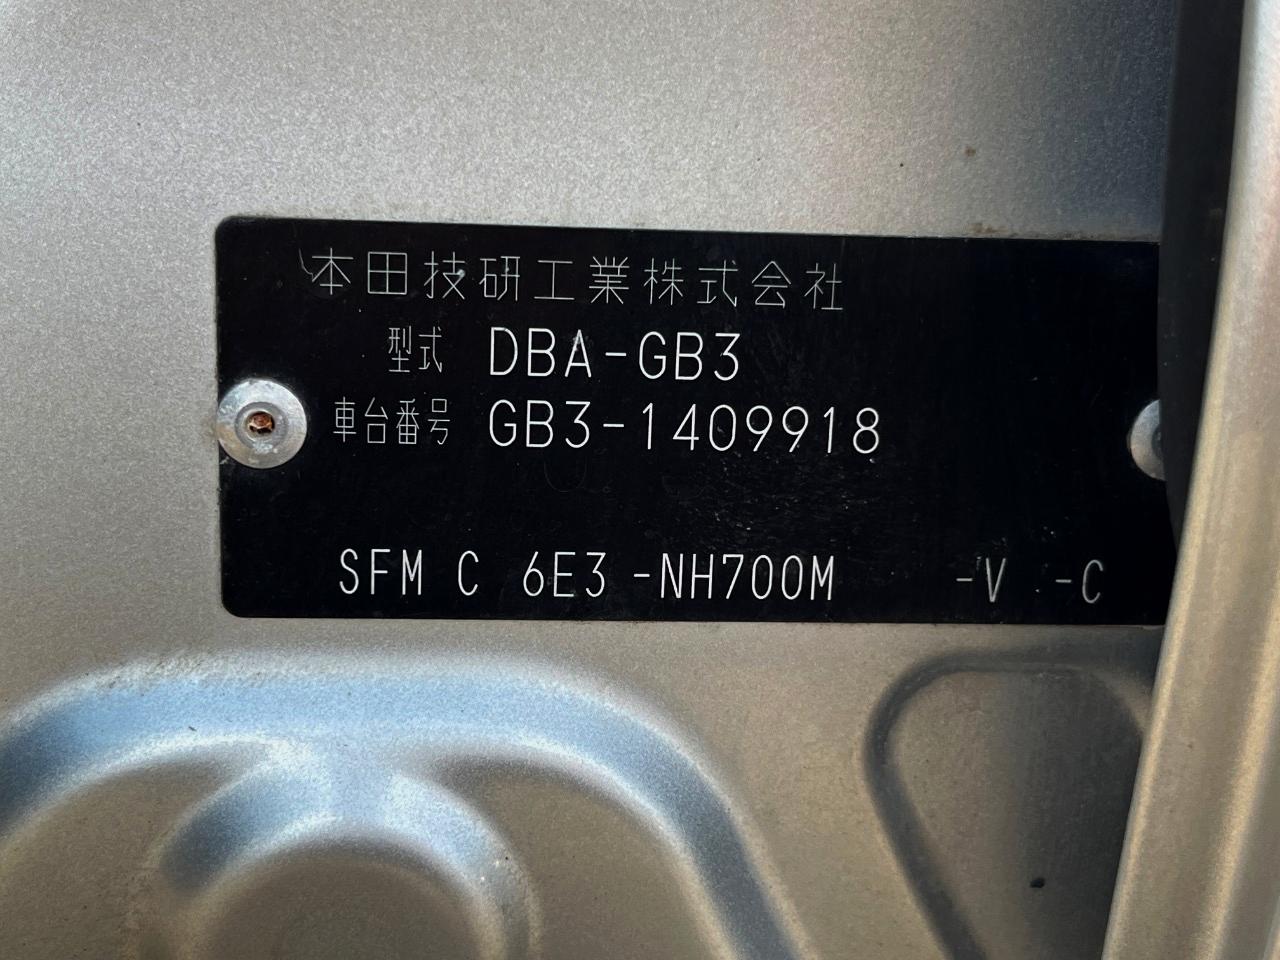 本田技研工業株式会社
型式 DBA-GB3
車台番号 GB3-1409918
SFM C 6E3 -NH700M -V -C